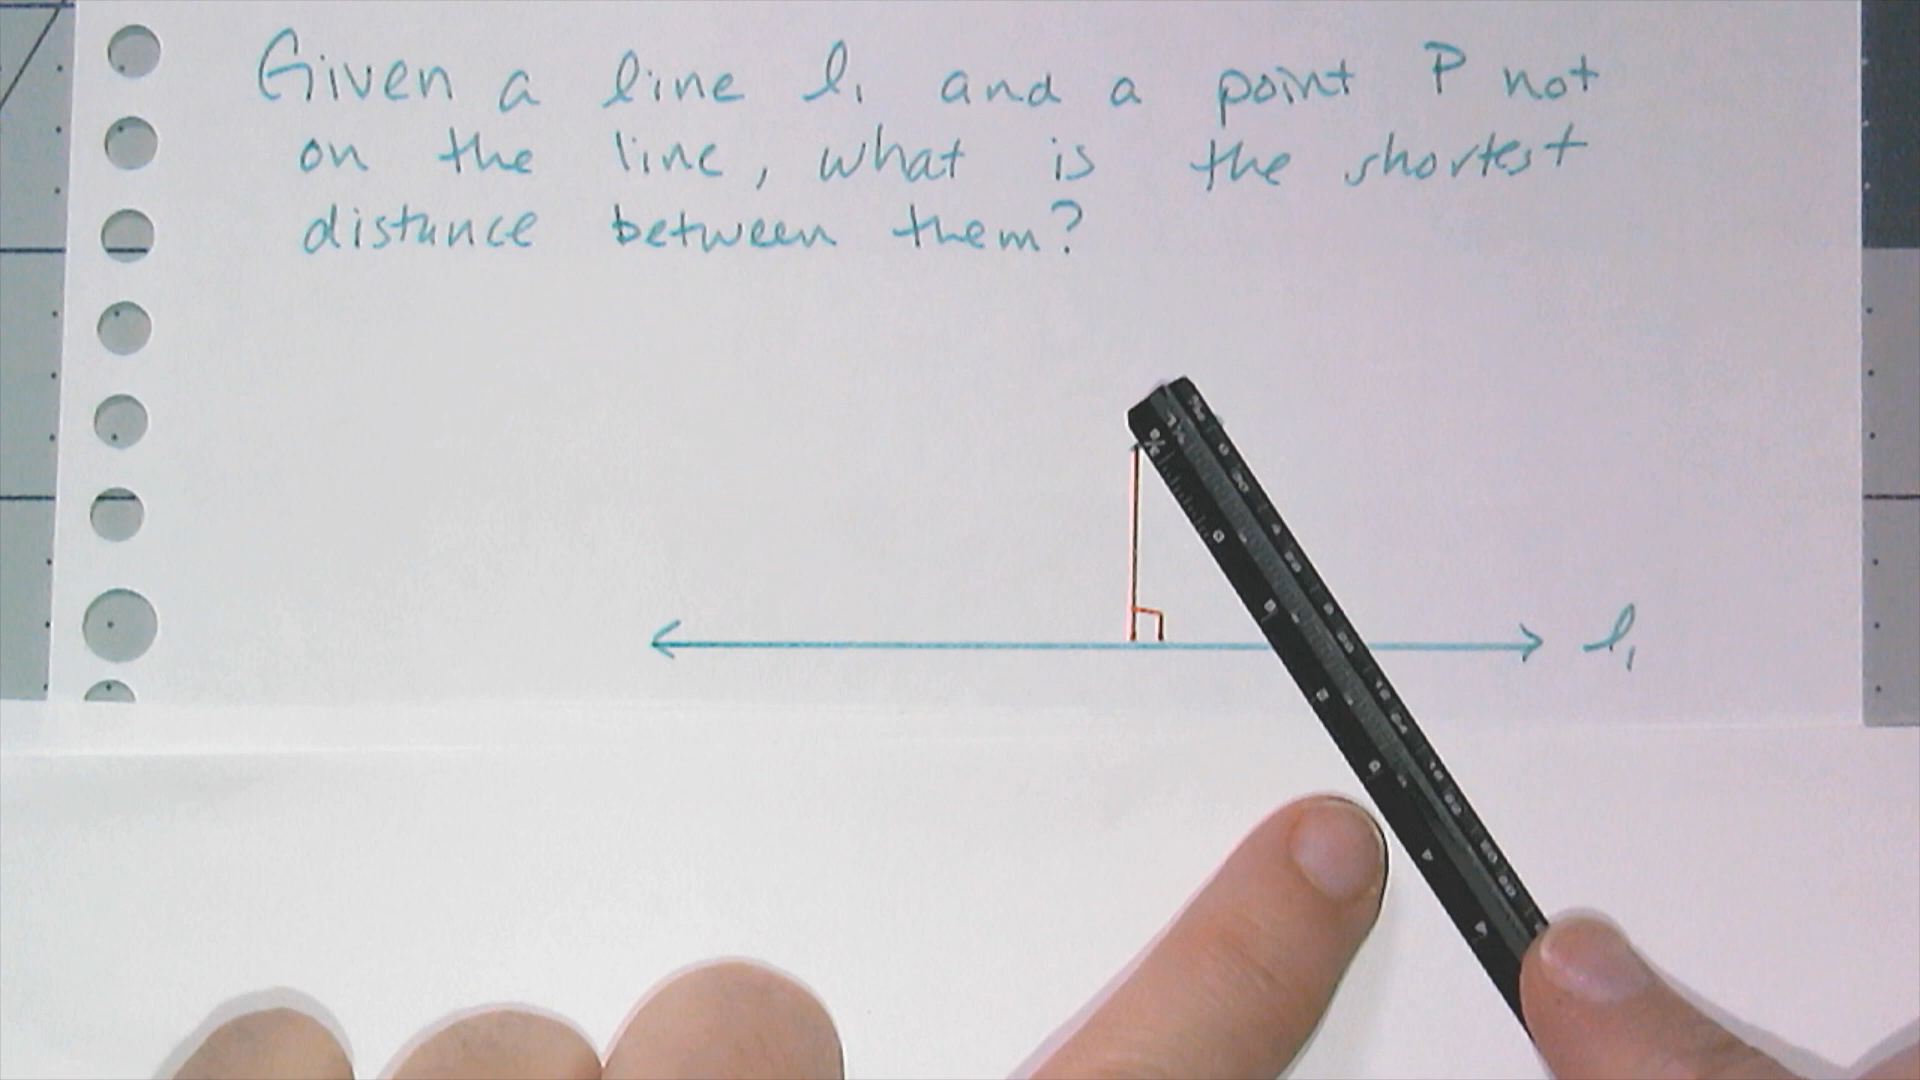 Given a line l₁ and a point P not
on the line, what is the shortest
distance between them?
l₁